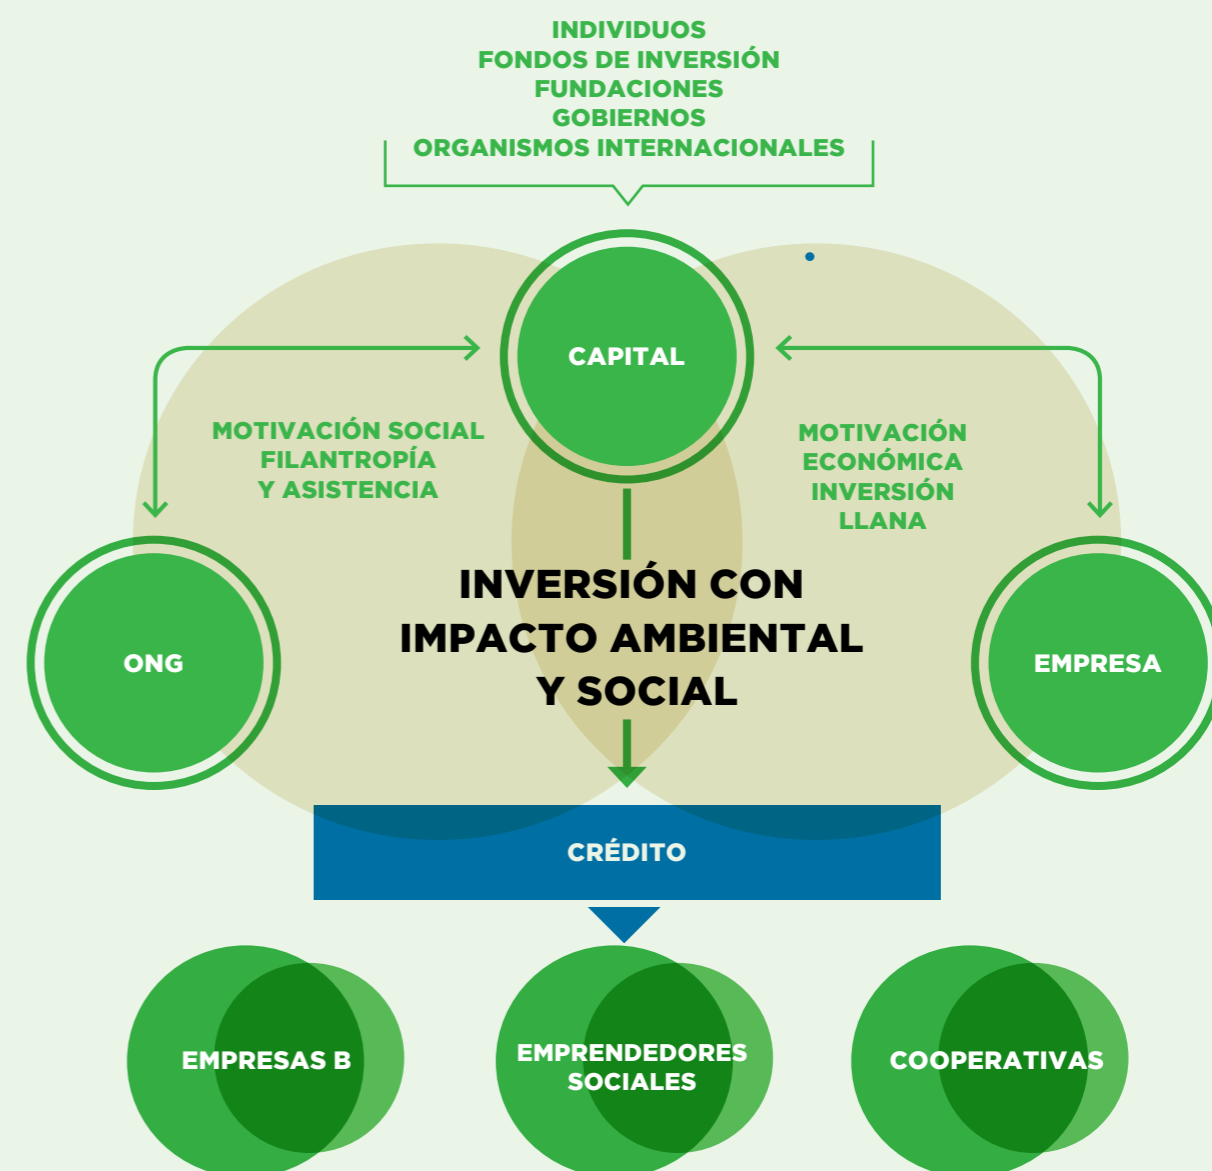 INDIVIDUOS
FONDOS DE INVERSIÓN
FUNDACIONES
GOBIERNOS
ORGANISMOS INTERNACIONALES
CAPITAL
MOTIVACIÓN SOCIAL
FILANTROPÍA
Y ASISTENCIA
MOTIVACIÓN
ECONÓMICA
INVERSIÓN
LLANA
ONG
INVERSIÓN CON
IMPACTO AMBIENTAL
Y SOCIAL
EMPRESA
CRÉDITO
EMPRESAS B
EMPRENDEDORES
SOCIALES
COOPERATIVAS